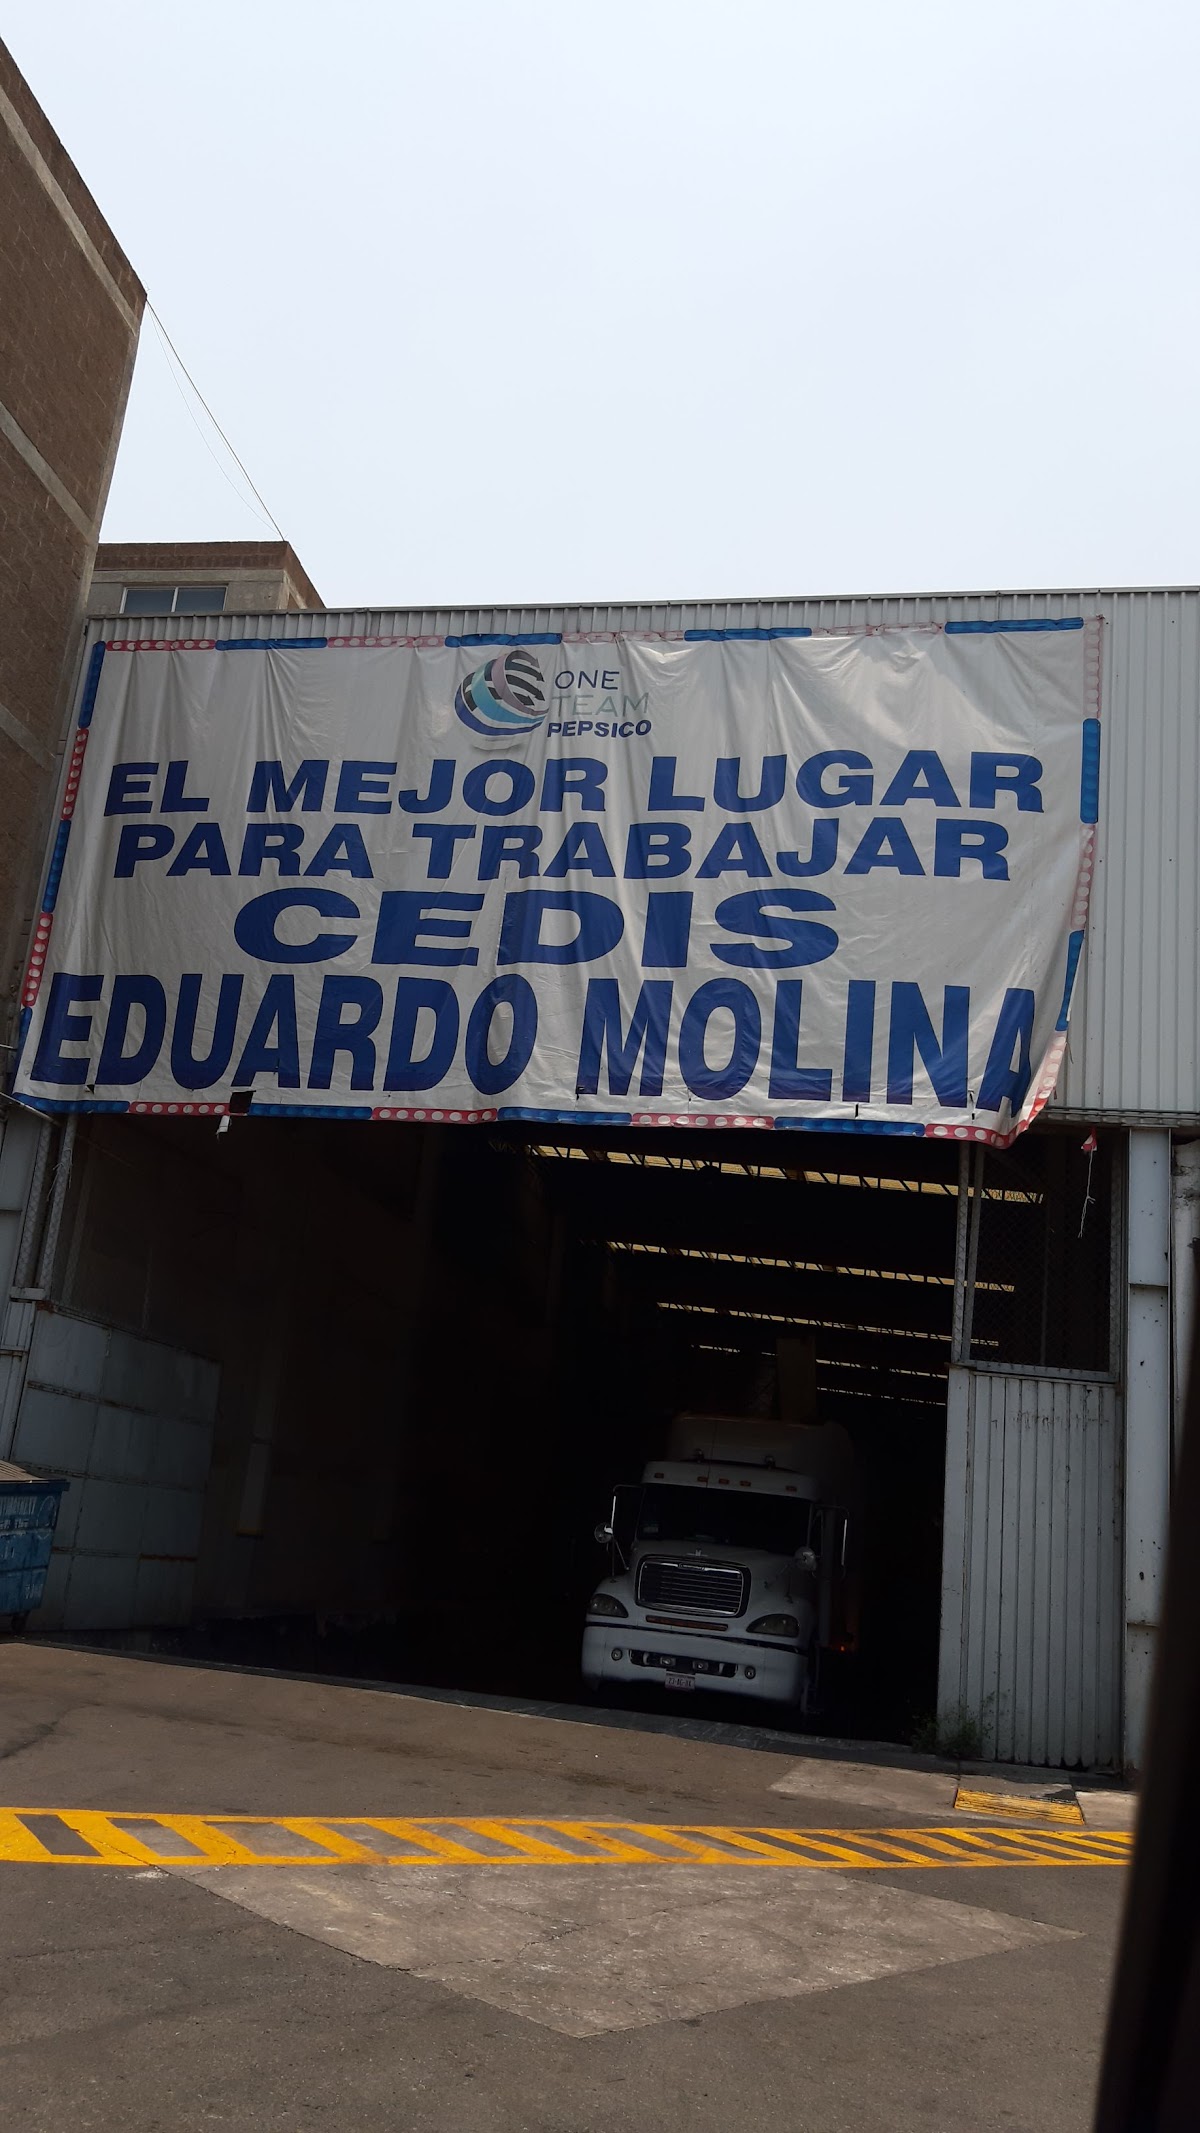 ONE
TEAM
PEPSICO
EL MEJOR LUGAR
PARA TRABAJAR
CEDIS
EDUARDO MOLINA